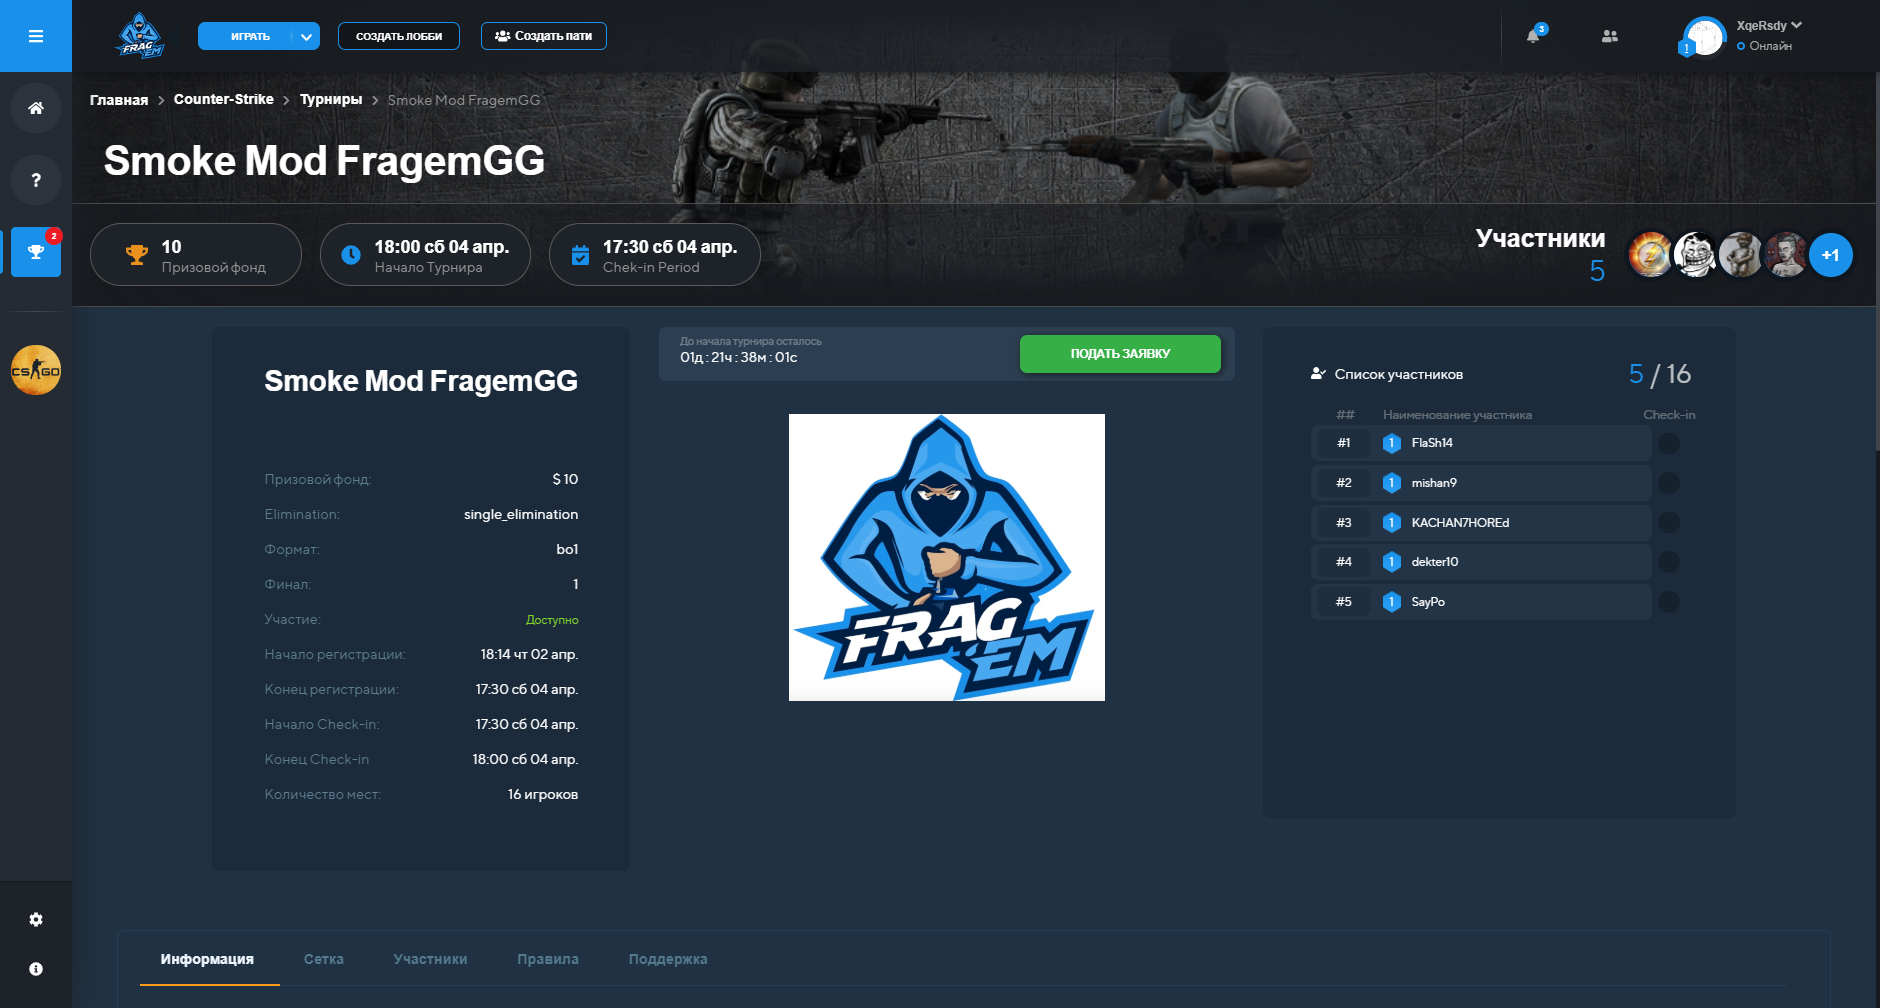 FRAG
EM
ИГРАТЬ
СОЗДАТЬ ЛОББИ
Создать пати
3
1
XqeRsdy
Онлайн
Главная > Counter-Strike > Турниры > Smoke Mod FragemGG
Smoke Mod FragemGG
?
2
10
Призовой фонд
18:00 сб 04 апр.
Начало Турнира
17:30 сб 04 апр.
Chek-in Period
Участники
5
+1
CS GO
Smoke Mod FragemGG
Призовой фонд: $ 10
Elimination: single_elimination
Формат: bo1
Финал: 1
Участие: Доступно
Начало регистрации: 18:14 чт 02 апр.
Конец регистрации: 17:30 сб 04 апр.
Начало Check-in: 17:30 сб 04 апр.
Конец Check-in 18:00 сб 04 апр.
Количество мест: 16 игроков
До начала турнира осталось
01д : 21ч : 38м : 01с
ПОДАТЬ ЗАЯВКУ
FRAG
'EM
Список участников 5 / 16
## Наименование участника Check-in
#1 1 FlaSh14
#2 1 mishan9
#3 1 KACHAN7HOREd
#4 1 dekter10
#5 1 SayPo
Информация Сетка Участники Правила Поддержка